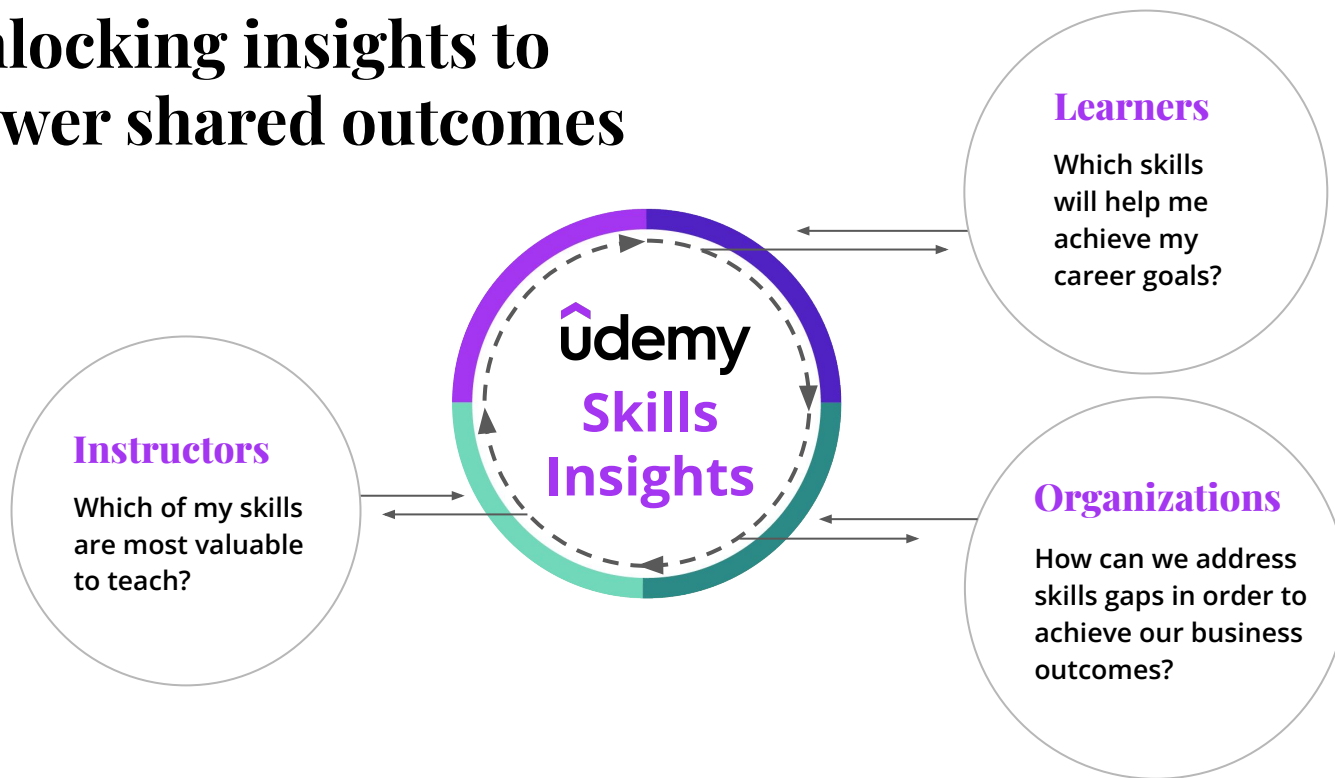 nlocking insights to
wer shared outcomes
Learners
Which skills
will help me
achieve my
career goals?
udemy
Skills
Insights
Instructors
Which of my skills
are most valuable
to teach?
Organizations
How can we address
skills gaps in order to
achieve our business
outcomes?